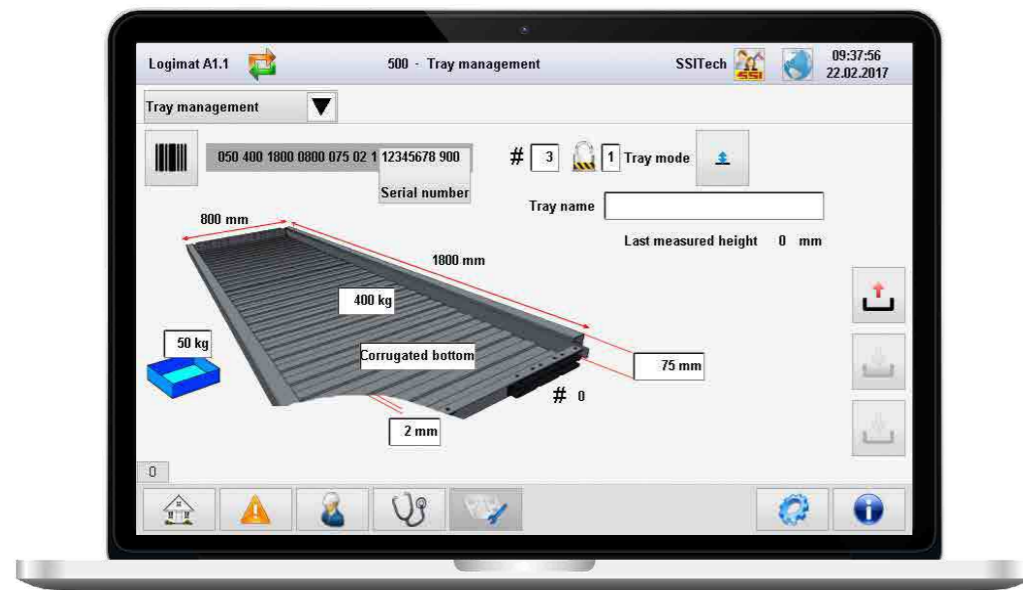 Logimat A1.1
500 - Tray management
SSITech
SSI
09:37:56
22.02.2017
Tray management
050 400 1800 0800 075 02 1 12345678 900
Serial number
# 3
1 Tray mode
Tray name
Last measured height 0 mm
800 mm
1800 mm
400 kg
50 kg
Corrugated bottom
75 mm
# 0
2 mm
0